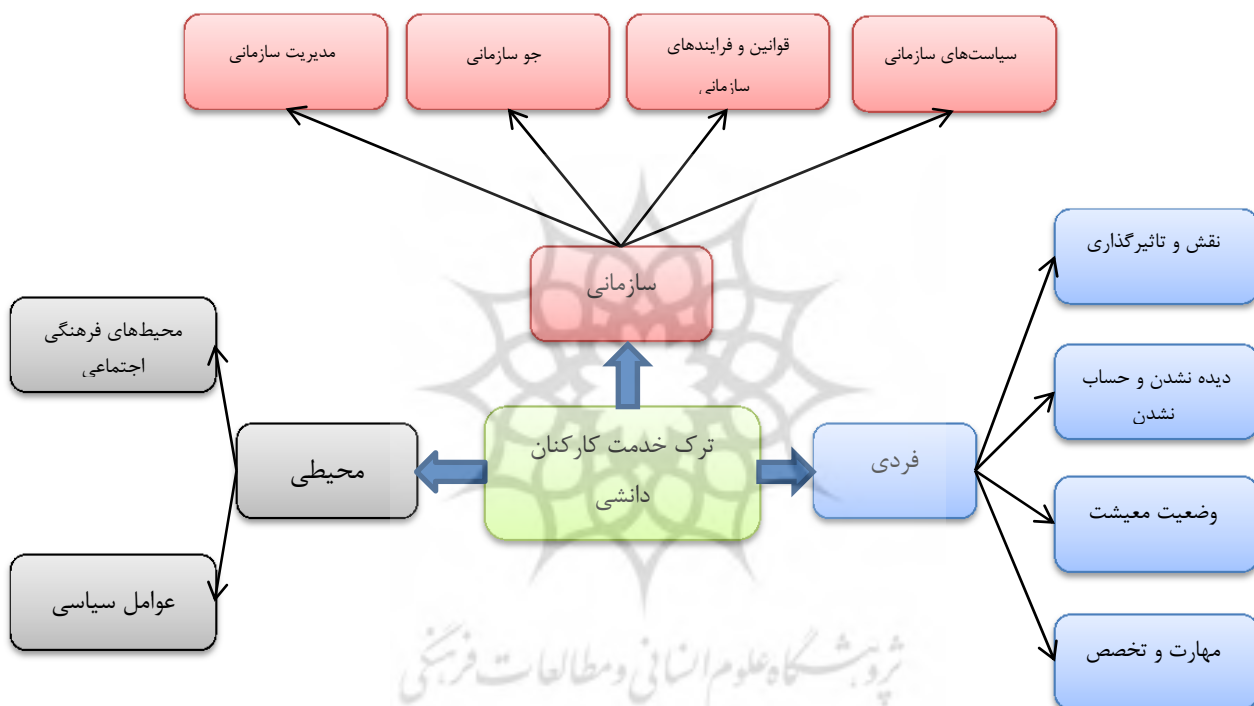 سیاست‌های سازمانی
قوانین و فرایندهای
سازمانی
جو سازمانی
مدیریت سازمانی
سازمانی
نقش و تاثیرگذاری
دیده نشدن و حساب
نشدن
وضعیت معیشت
مهارت و تخصص
فردی
ترک خدمت کارکنان
دانشی
محیطی
محیط‌های فرهنگی
اجتماعی
عوامل سیاسی
پژوهشگاه علوم انسانی و مطالعات فرهنگی